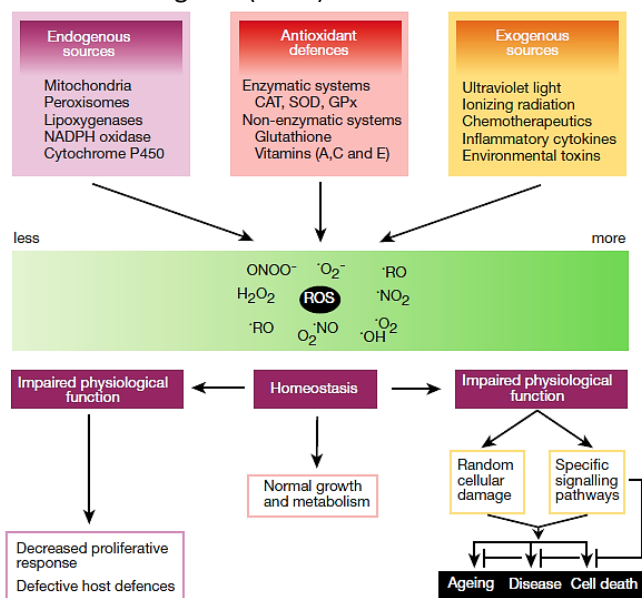 Endogenous
sources
Mitochondria
Peroxisomes
Lipoxygenases
NADPH oxidase
Cytochrome P450
Antioxidant
defences
Enzymatic systems
CAT, SOD, GPx
Non-enzymatic systems
Glutathione
Vitamins (A,C and E)
Exogenous
sources
Ultraviolet light
Ionizing radiation
Chemotherapeutics
Inflammatory cytokines
Environmental toxins
less
more
ONOO⁻ ·O₂⁻ ·RO
H₂O₂ ROS ·NO₂
·RO O₂ ·NO ·OH ·O₂
Impaired physiological
function
Homeostasis
Impaired physiological
function
Normal growth
and metabolism
Random
cellular
damage
Specific
signalling
pathways
Decreased proliferative
response
Defective host defences
Ageing Disease Cell death